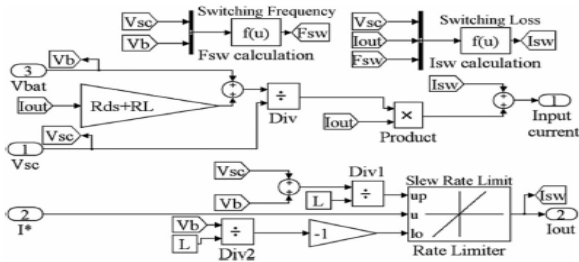 Switching Frequency
Vsc
Vb
f(u)
Fsw
Fsw calculation
Switching Loss
Vsc
Iout
Fsw
f(u)
Isw
Isw calculation
Vb
3
Vbat
Iout
Rds+RL
÷
Div
Vsc
1
Vsc
Iout
×
Product
Isw
1
Input
current
Vsc
Vb
Div1
L
÷
2
I*
Vb
L
÷
Div2
-1
Slew Rate Limit
up
u
lo
Rate Limiter
Isw
2
Iout